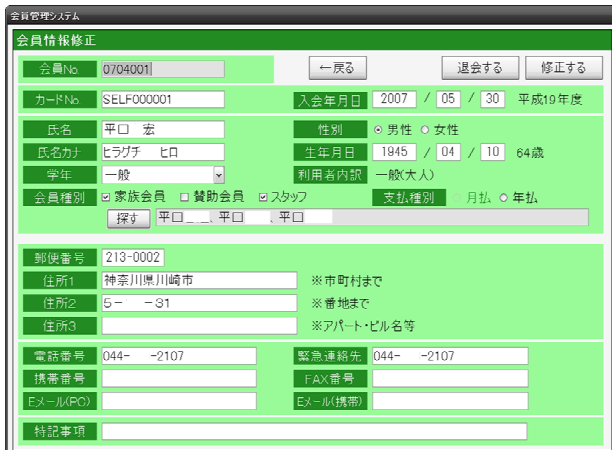 会員管理システム
会員情報修正
会員No. 0704001 ←戻る 退会する 修正する
カードNo SELF000001 入会年月日 2007 / 05 / 30 平成19年度
氏名 平口 宏 性別 男性 女性
氏名カナ ヒラグチ ヒロ 生年月日 1945 / 04 / 10 64歳
学年 一般 利用者内訳 一般(大人)
会員種別 家族会員 賛助会員 スタッフ 支払種別 月払 年払
探す 平口 、平口 、平口
郵便番号 213-0002
住所1 神奈川県川崎市 ※市町村まで
住所2 5- -31 ※番地まで
住所3 ※アパート・ビル名等
電話番号 044- -2107 緊急連絡先 044- -2107
携帯番号 FAX番号
Eメール(PC) Eメール(携帯)
特記事項